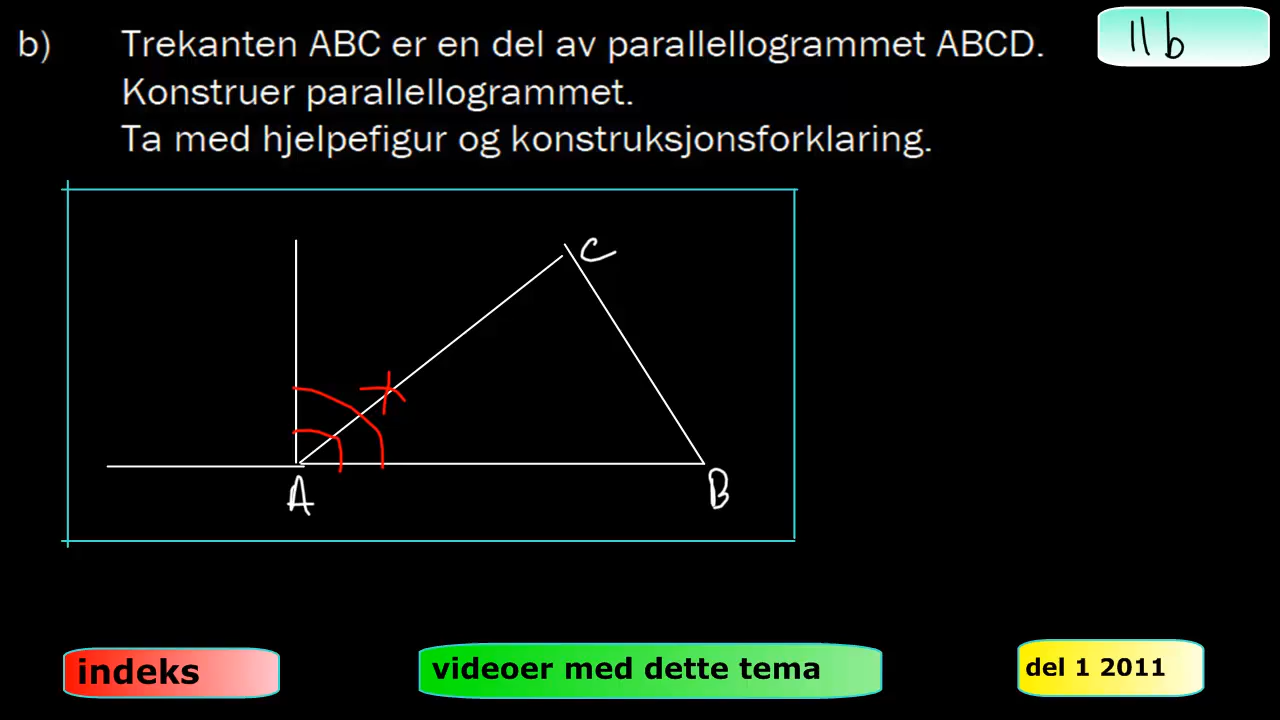 b) Trekanten ABC er en del av parallellogrammet ABCD.
11b
Konstruer parallellogrammet.
Ta med hjelpefigur og konstruksjonsforklaring.
C
A
B
indeks
videoer med dette tema
del 1 2011